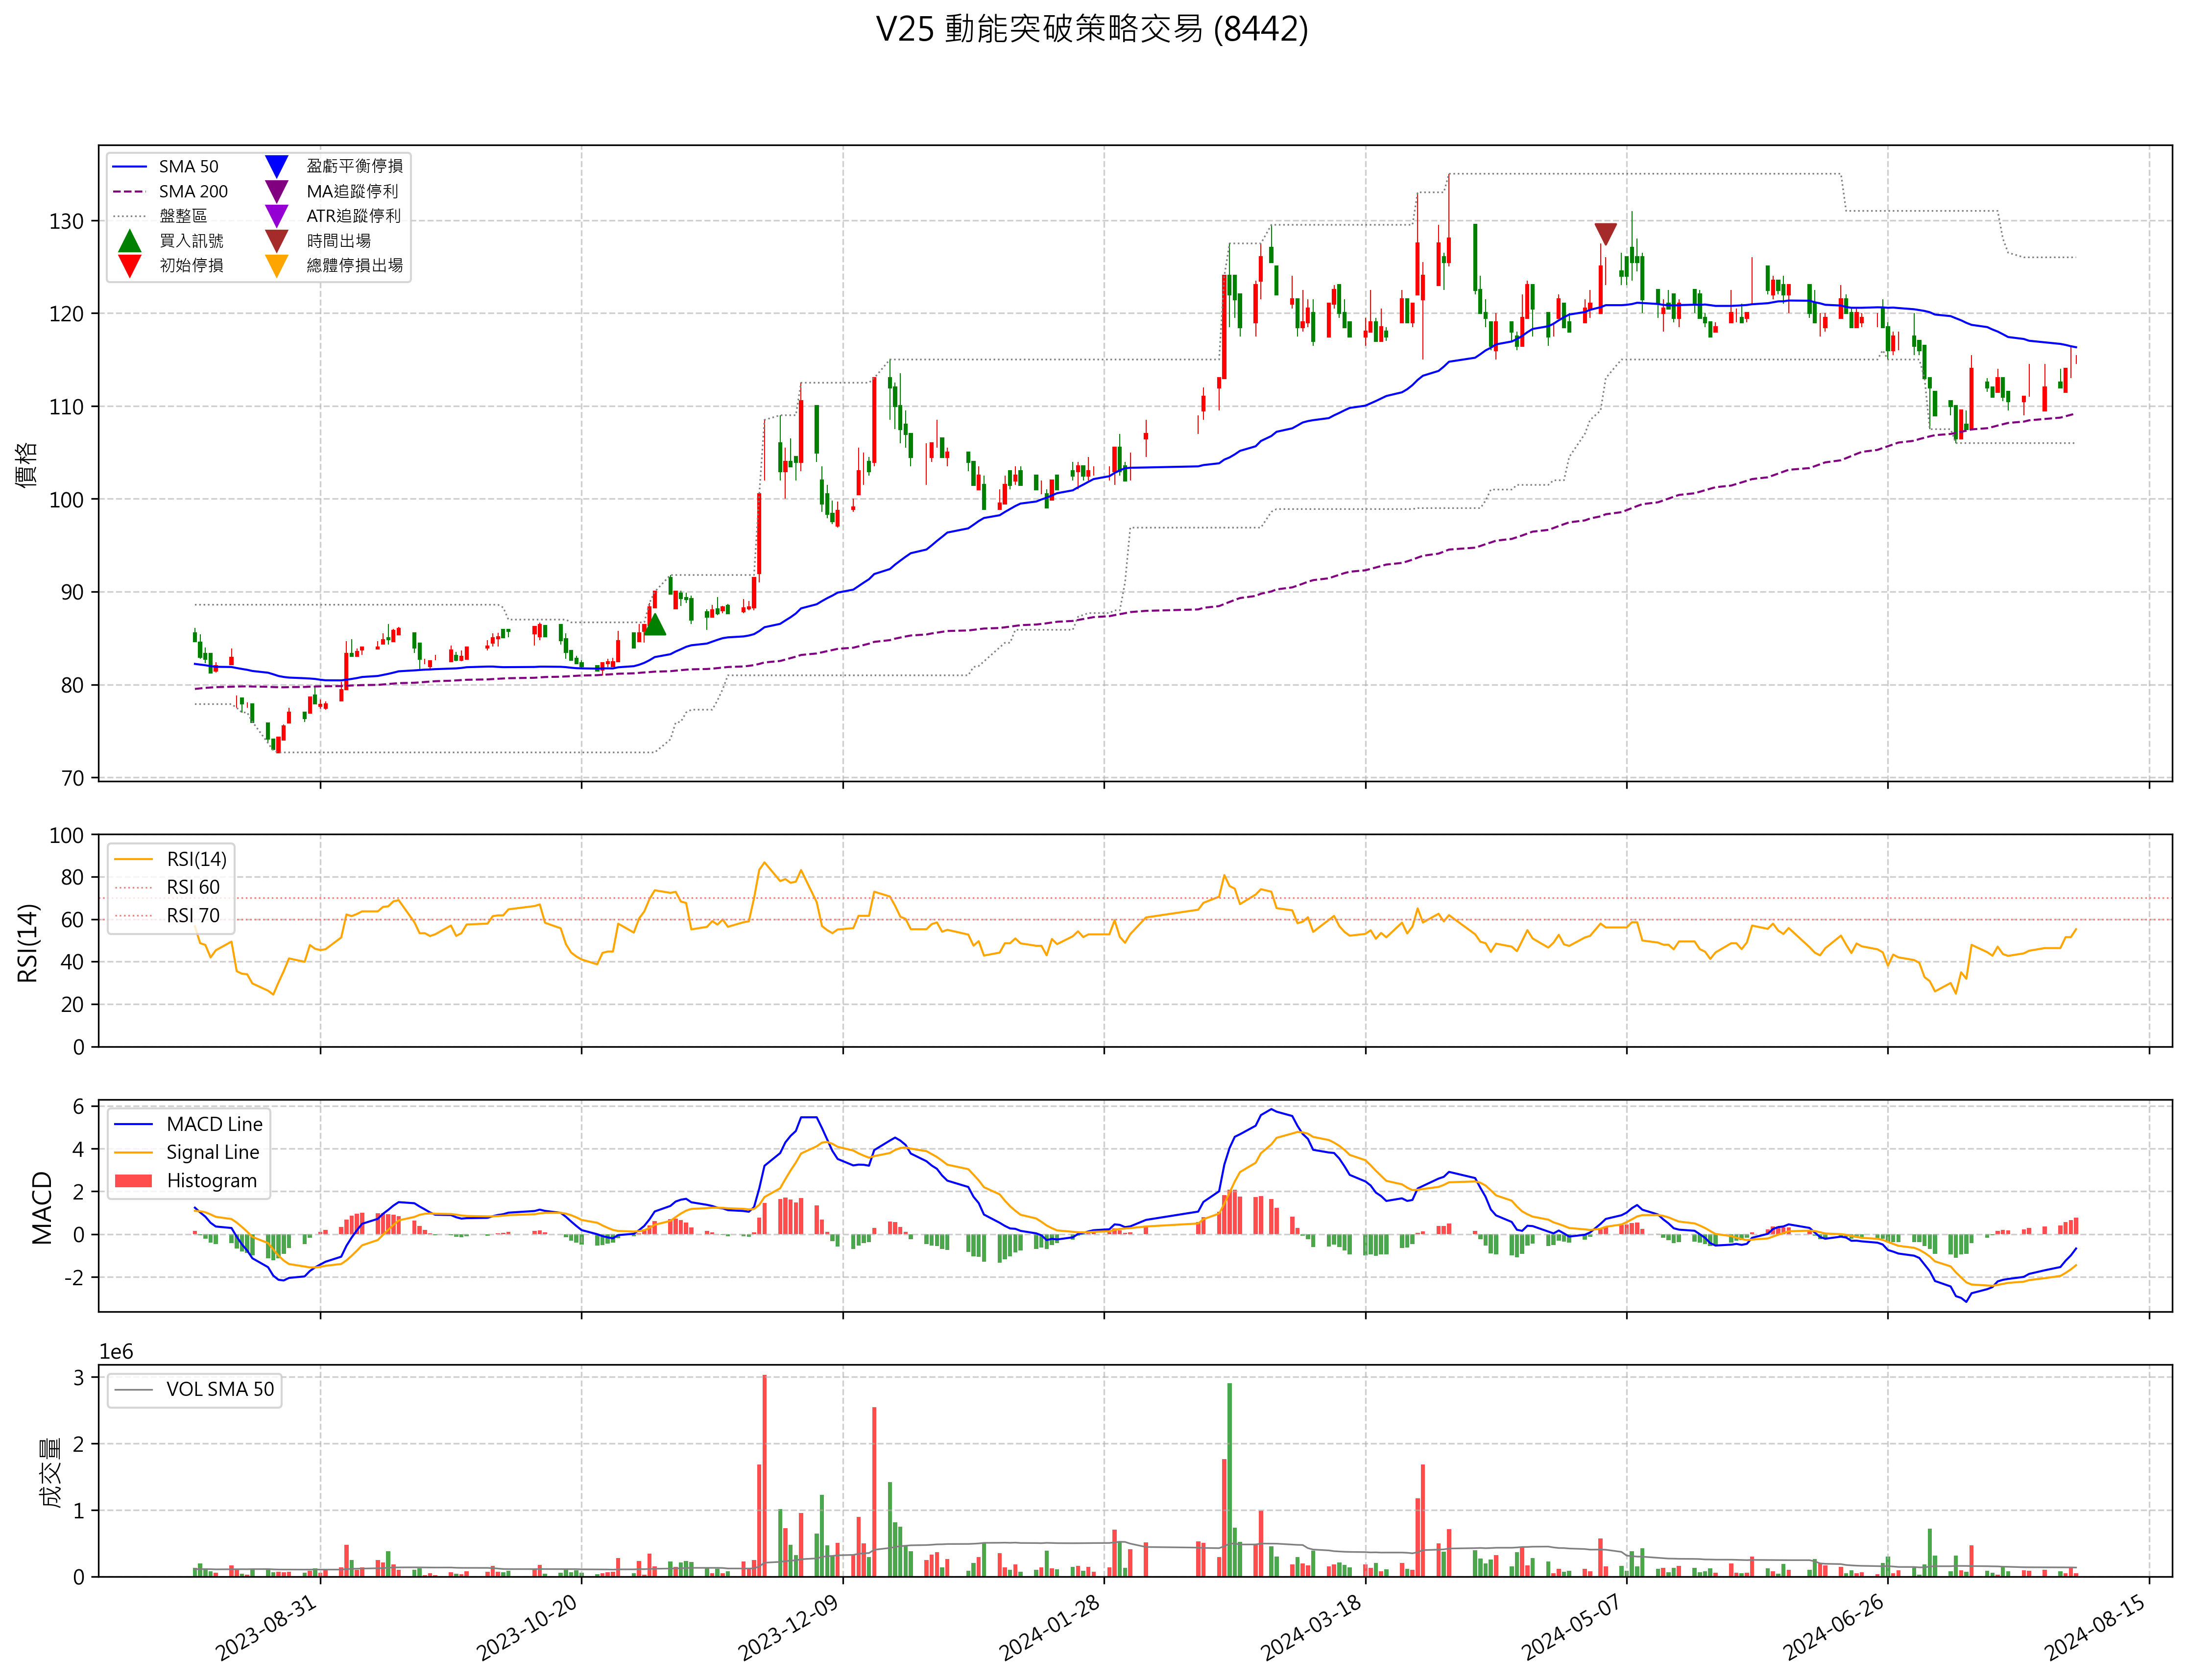 V25 動能突破策略交易 (8442)
SMA 50
SMA 200
盤整區
買入訊號
初始停損
盈虧平衡停損
MA追蹤停利
ATR追蹤停利
時間出場
總體停損出場
價格
130
120
110
100
90
80
70
RSI(14)
RSI 60
RSI 70
RSI(14)
100
80
60
40
20
0
MACD Line
Signal Line
Histogram
MACD
6
4
2
0
-2
1e6
VOL SMA 50
成交量
3
2
1
0
2023-08-31
2023-10-20
2023-12-09
2024-01-28
2024-03-18
2024-05-07
2024-06-26
2024-08-15